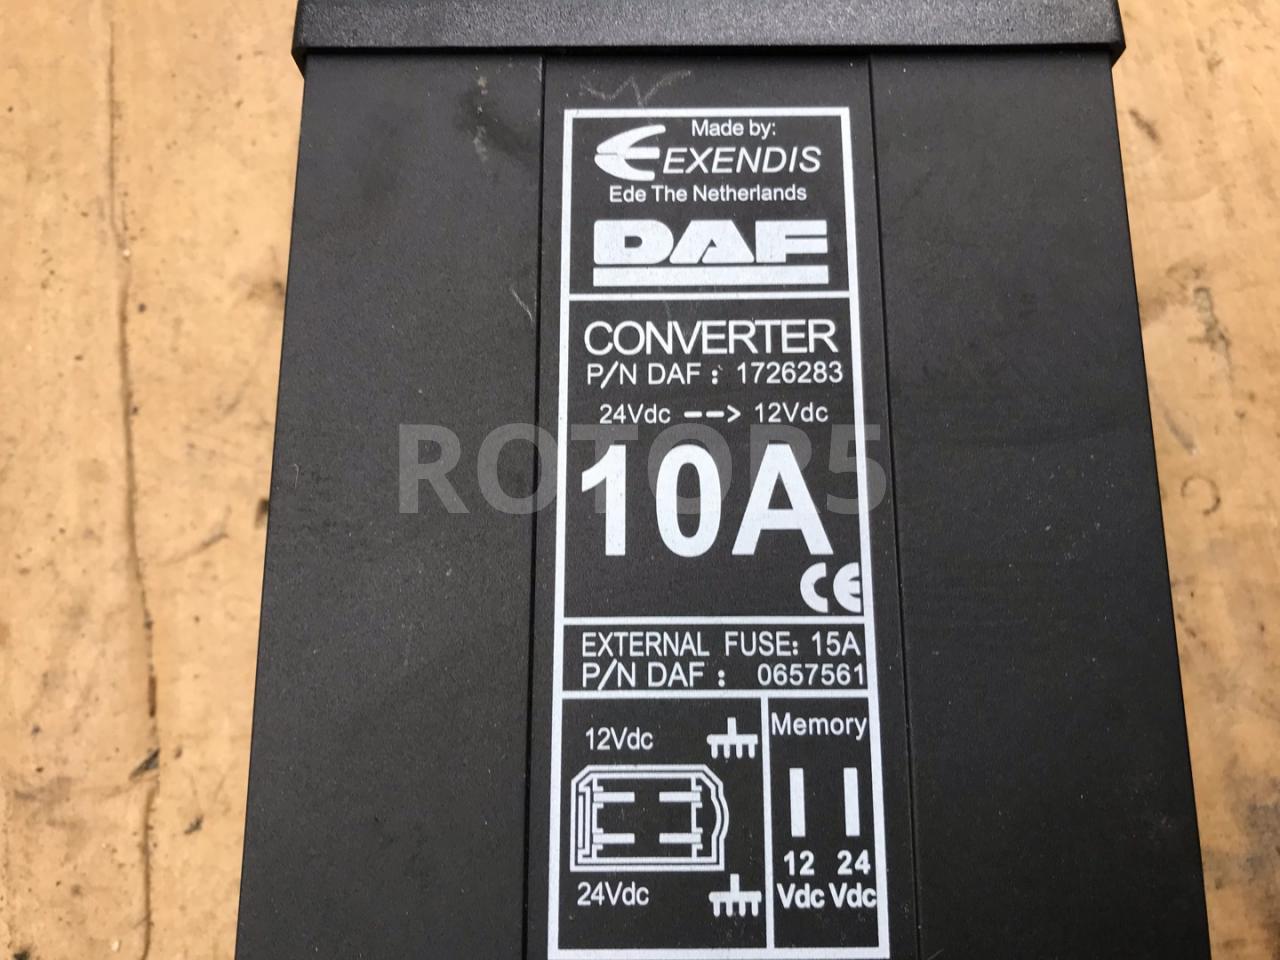 Made by:
EXENDIS
Ede The Netherlands
DAF
CONVERTER
P/N DAF : 1726283
24Vdc --> 12Vdc
ROTOR5
10A
CE
EXTERNAL FUSE: 15A
P/N DAF : 0657561
12Vdc
24Vdc
Memory
12 24
Vdc Vdc